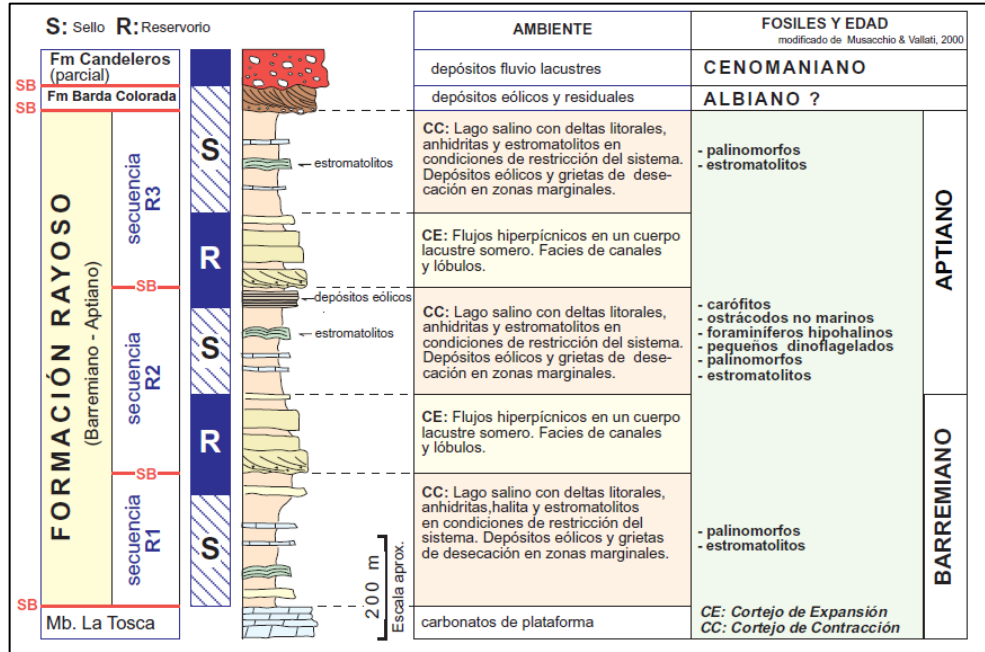 S: Sello R: Reservorio
AMBIENTE
FOSILES Y EDAD
modificado de Musacchio & Vallati, 2000
Fm Candeleros
(parcial)
depósitos fluvio lacustres
CENOMANIANO
SB
Fm Barda Colorada
depósitos eólicos y residuales
ALBIANO ?
SB
FORMACIÓN RAYOSO
(Barremiano - Aptiano)
secuencia
R3
S
estromatolitos
CC: Lago salino con deltas litorales,
anhidritas y estromatolitos en
condiciones de restricción del sistema.
Depósitos eólicos y grietas de dese-
cación en zonas marginales.
- palinomorfos
- estromatolitos
APTIANO
R
CE: Flujos hiperpícnicos en un cuerpo
lacustre somero. Facies de canales
y lóbulos.
SB
secuencia
R2
depósitos eólicos
S
estromatolitos
CC: Lago salino con deltas litorales,
anhidritas y estromatolitos en
condiciones de restricción del sistema.
Depósitos eólicos y grietas de dese-
cación en zonas marginales.
- carófitos
- ostrácodos no marinos
- foraminíferos hipohalinos
- pequeños dinoflagelados
- palinomorfos
- estromatolitos
R
CE: Flujos hiperpícnicos en un cuerpo
lacustre somero. Facies de canales
y lóbulos.
BARREMIANO
SB
secuencia
R1
S
CC: Lago salino con deltas litorales,
anhidritas,halita y estromatolitos
en condiciones de restricción del
sistema. Depósitos eólicos y grietas
de desecación en zonas marginales.
- palinomorfos
- estromatolitos
200 m
Escala aprox.
SB
Mb. La Tosca
carbonatos de plataforma
CE: Cortejo de Expansión
CC: Cortejo de Contracción